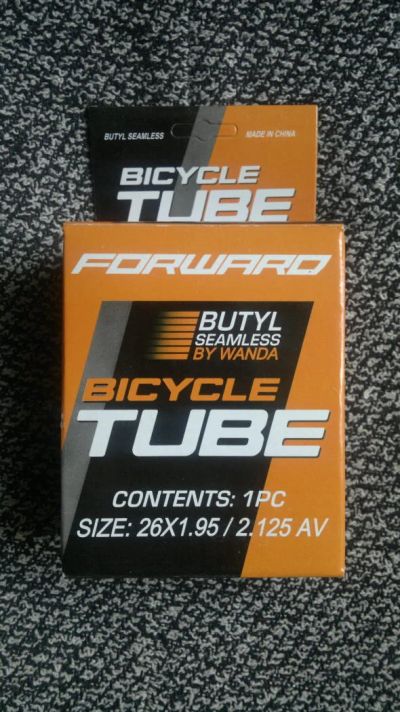 BUTYL SEAMLESS
MADE IN CHINA
BICYCLE
TUBE
FORWARD
BUTYL
SEAMLESS
BY WANDA
BICYCLE
TUBE
CONTENTS: 1PC
SIZE: 26X1.95 / 2.125 AV